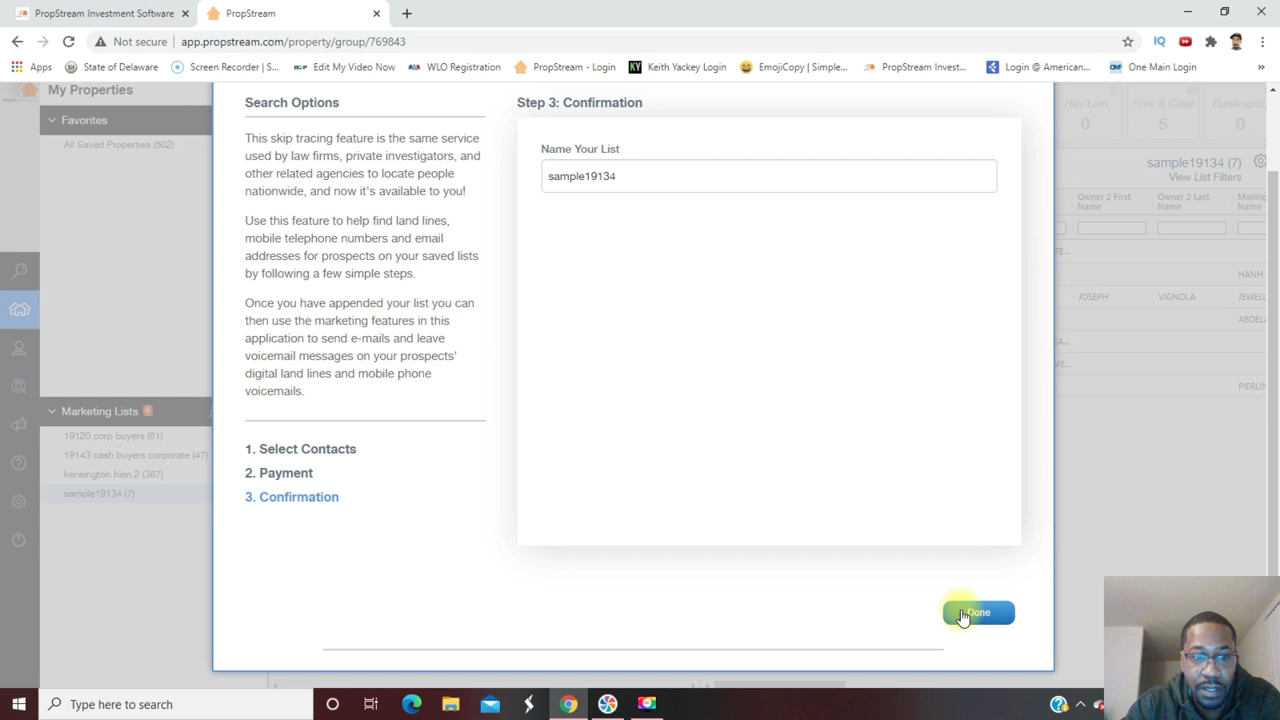 PropStream Investment Software
PropStream
Not secure
app.propstream.com/property/group/769843
Apps
State of Delaware
Screen Recorder | S...
Edit My Video Now
WLO Registration
PropStream - Login
Keith Yackey Login
EmojiCopy | Simple...
PropStream Invest...
Login @ American...
One Main Login
»
My Properties
Favorites
All Saved Properties (502)
Marketing Lists 4
19120 corp buyers (61)
19143 cash buyers corporate (47)
kensington hien 2 (387)
sample19134 (7)
Search Options
This skip tracing feature is the same service
used by law firms, private investigators, and
other related agencies to locate people
nationwide, and now it's available to you!
Use this feature to help find land lines,
mobile telephone numbers and email
addresses for prospects on your saved lists
by following a few simple steps.
Once you have appended your list you can
then use the marketing features in this
application to send e-mails and leave
voicemail messages on your prospects'
digital land lines and mobile phone
voicemails.
1. Select Contacts
2. Payment
3. Confirmation
Step 3: Confirmation
Name Your List
sample19134
Done
Has Lien
0
Free & Clear
5
Bankruptc
0
sample19134 (7)
View List Filters
Owner 2 First
Name
Owner 2 Last
Name
Mailing
Name
HANH
JOSEPH
VIGNOLA
JEWELL
ABDELA
PIERLIN
Type here to search